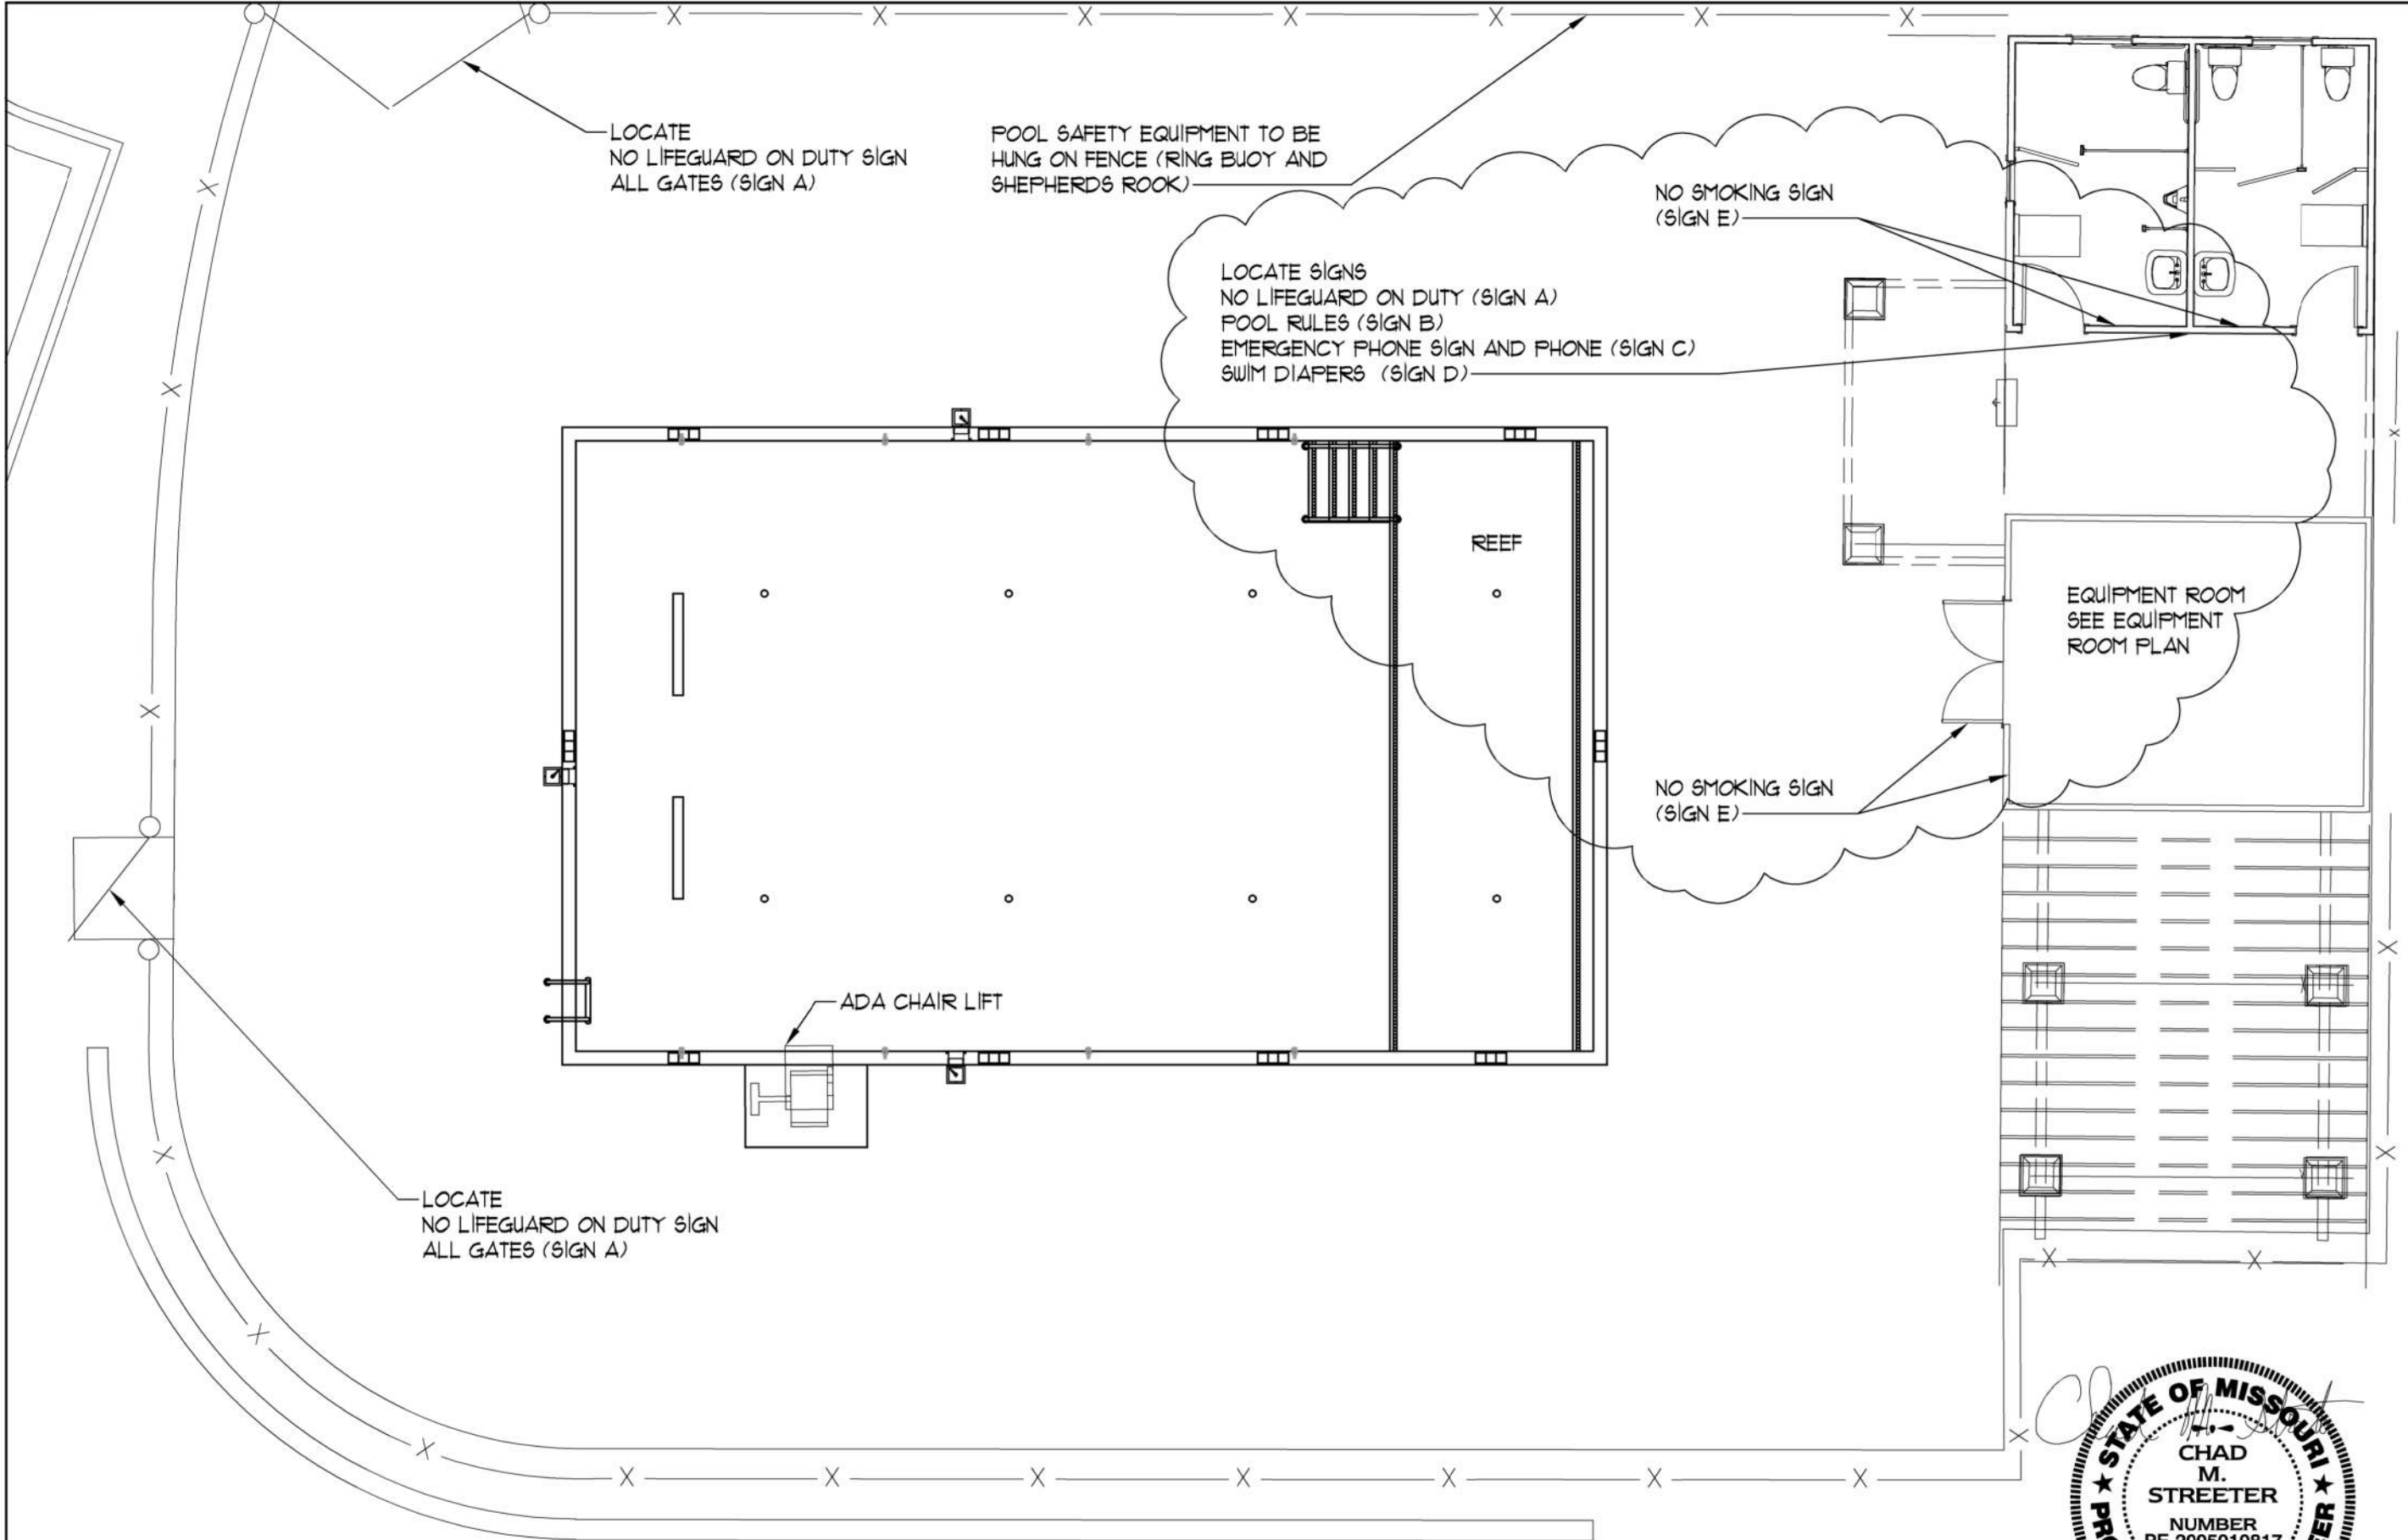 LOCATE
NO LIFEGUARD ON DUTY SIGN
ALL GATES (SIGN A)
POOL SAFETY EQUIPMENT TO BE
HUNG ON FENCE (RING BUOY AND
SHEPHERDS ROOK)
NO SMOKING SIGN
(SIGN E)
LOCATE SIGNS
NO LIFEGUARD ON DUTY (SIGN A)
POOL RULES (SIGN B)
EMERGENCY PHONE SIGN AND PHONE (SIGN C)
SWIM DIAPERS (SIGN D)
REEF
EQUIPMENT ROOM
SEE EQUIPMENT
ROOM PLAN
NO SMOKING SIGN
(SIGN E)
ADA CHAIR LIFT
LOCATE
NO LIFEGUARD ON DUTY SIGN
ALL GATES (SIGN A)
STATE OF MISSOURI
CHAD
M.
STREETER
NUMBER
PE-2005019817